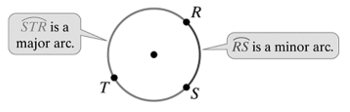 STR is a
major arc.
R
RS is a minor arc.
T
S